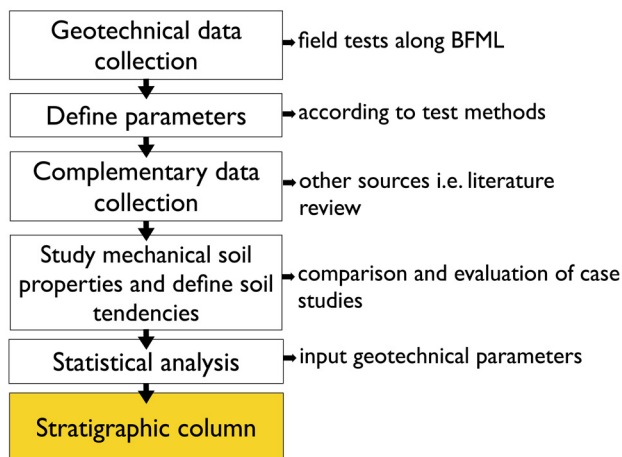 Geotechnical data
collection
field tests along BFML
Define parameters
according to test methods
Complementary data
collection
other sources i.e. literature
review
Study mechanical soil
properties and define soil
tendencies
comparison and evaluation of case
studies
Statistical analysis
input geotechnical parameters
Stratigraphic column